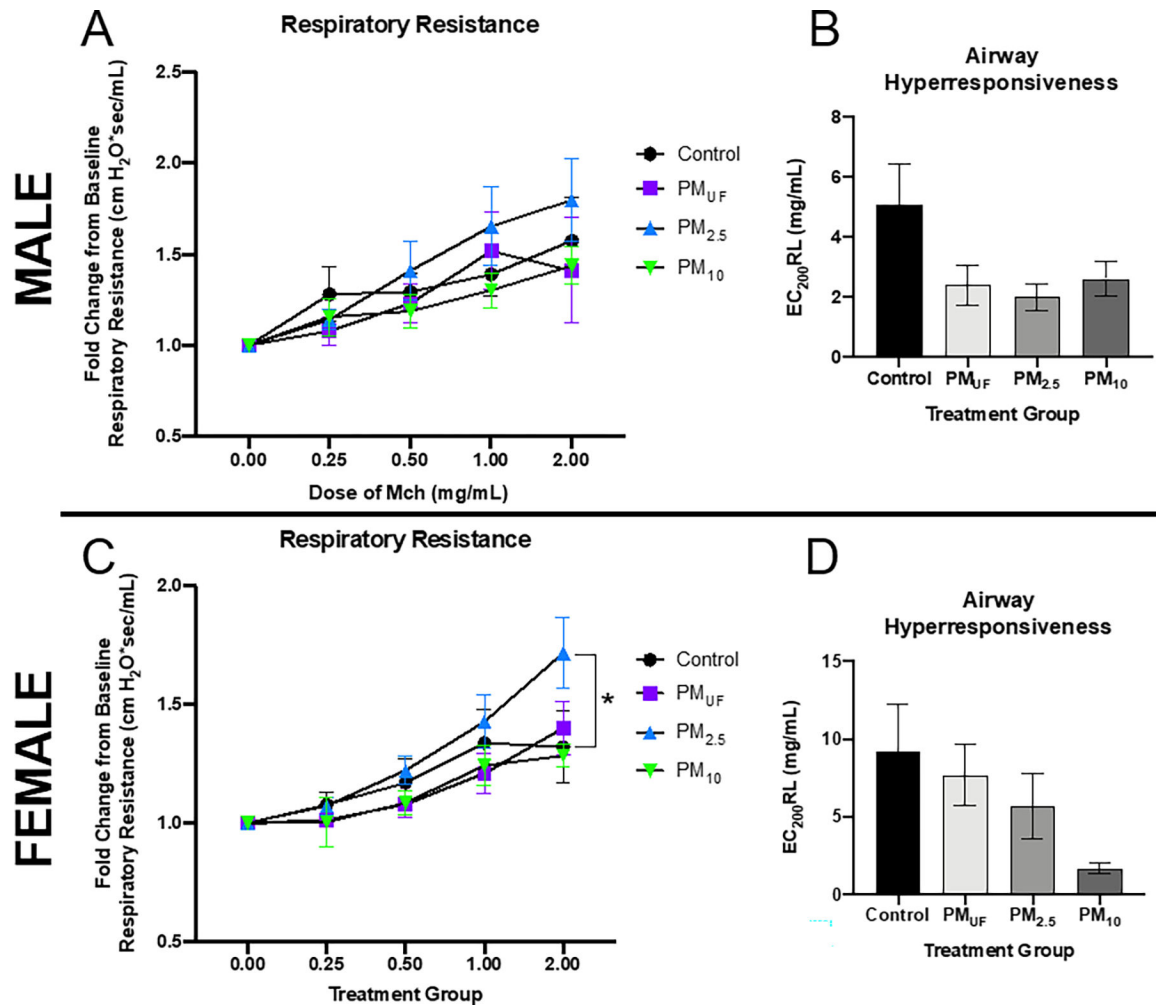 MALE
A
Respiratory Resistance
Fold Change from Baseline
Respiratory Resistance (cm H₂O*sec/mL)
2.5
2.0
1.5
1.0
0.5
0.00 0.25 0.50 1.00 2.00
Dose of Mch (mg/mL)
Control
PM_UF
PM₂.₅
PM₁₀
B
Airway
Hyperresponsiveness
EC₂₀₀RL (mg/mL)
8
6
4
2
0
Control PM_UF PM₂.₅ PM₁₀
Treatment Group
FEMALE
C
Respiratory Resistance
Fold Change from Baseline
Respiratory Resistance (cm H₂O*sec/mL)
2.0
1.5
1.0
0.5
0.00 0.25 0.50 1.00 2.00
Treatment Group
*
Control
PM_UF
PM₂.₅
PM₁₀
D
Airway
Hyperresponsiveness
EC₂₀₀RL (mg/mL)
15
10
5
0
Control PM_UF PM₂.₅ PM₁₀
Treatment Group